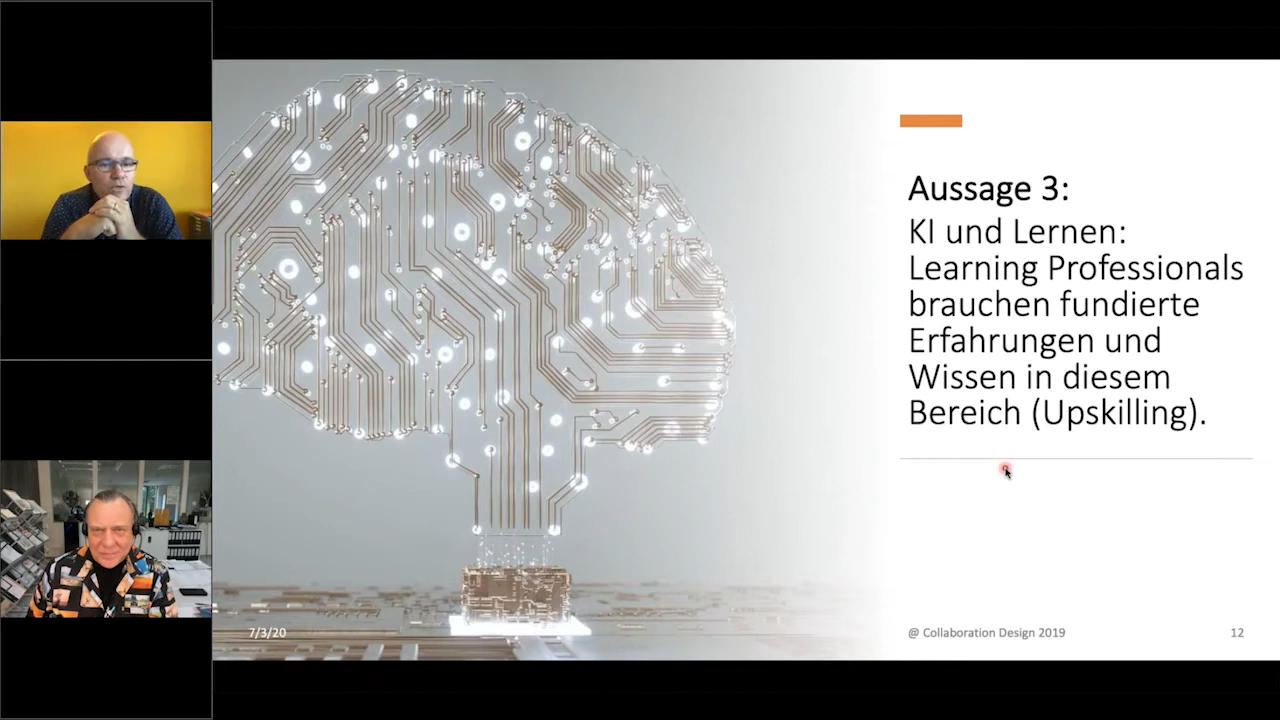 Aussage 3:
KI und Lernen:
Learning Professionals
brauchen fundierte
Erfahrungen und
Wissen in diesem
Bereich (Upskilling).
7/3/20
@ Collaboration Design 2019
12